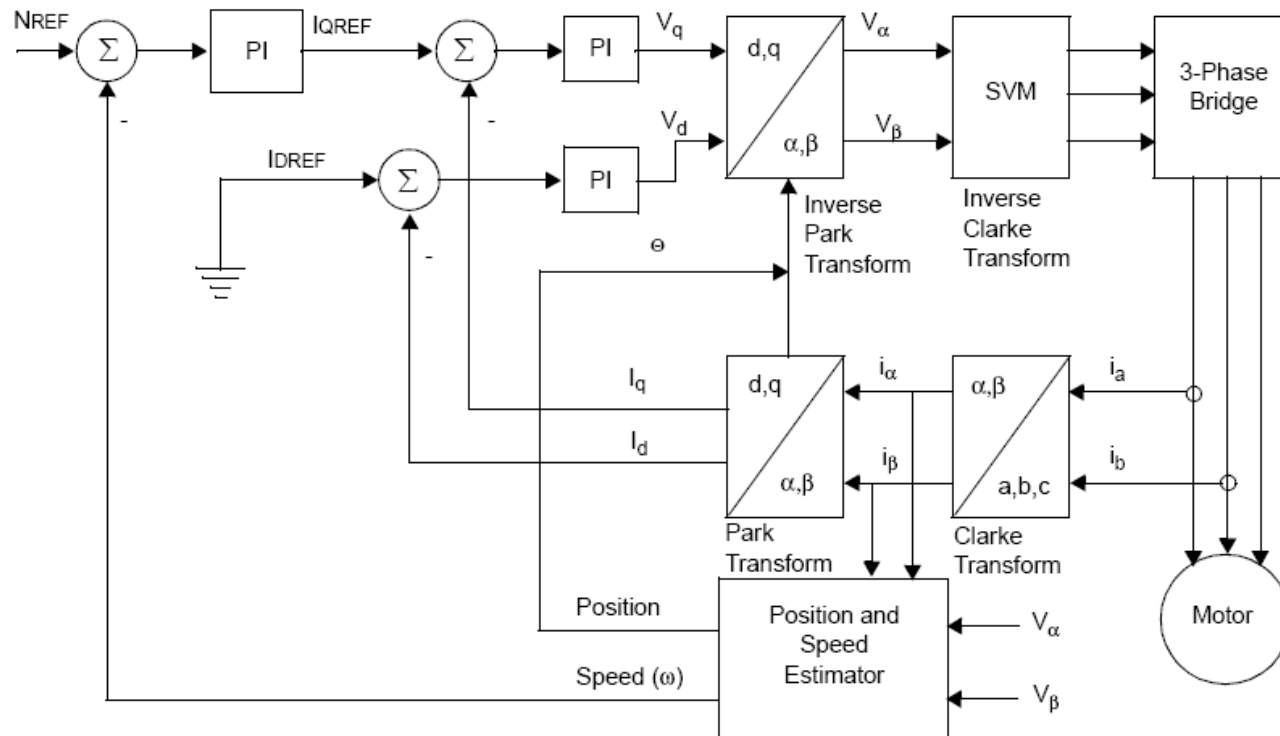 NREF
Σ
PI
IQREF
Σ
PI
Vq
d,q
α,β
Vα
SVM
3-Phase
Bridge
-
-
Vd
Vβ
IDREF
Σ
PI
-
Inverse
Park
Transform
Inverse
Clarke
Transform
Θ
Iq
d,q
α,β
iα
α,β
a,b,c
ia
Id
iβ
ib
Park
Transform
Clarke
Transform
Position
Position and
Speed
Estimator
Vα
Motor
Speed (ω)
Vβ